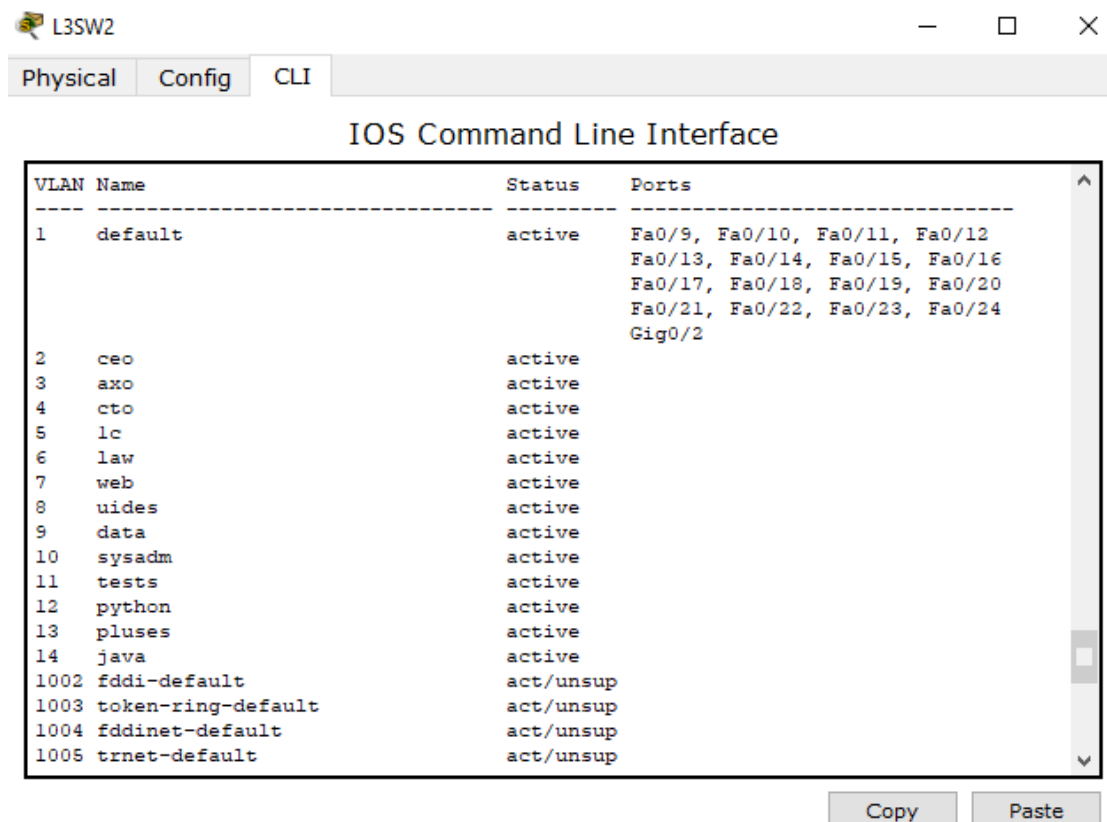 L3SW2
Physical Config CLI
IOS Command Line Interface
VLAN Name                             Status    Ports
---- -------------------------------- --------- -------------------------------
1    default                          active    Fa0/9, Fa0/10, Fa0/11, Fa0/12
                                                Fa0/13, Fa0/14, Fa0/15, Fa0/16
                                                Fa0/17, Fa0/18, Fa0/19, Fa0/20
                                                Fa0/21, Fa0/22, Fa0/23, Fa0/24
                                                Gig0/2
2    ceo                              active
3    axo                              active
4    cto                              active
5    lc                               active
6    law                              active
7    web                              active
8    uides                            active
9    data                             active
10   sysadm                           active
11   tests                            active
12   python                           active
13   pluses                           active
14   java                             active
1002 fddi-default                     act/unsup
1003 token-ring-default               act/unsup
1004 fddinet-default                  act/unsup
1005 trnet-default                    act/unsup
Copy Paste